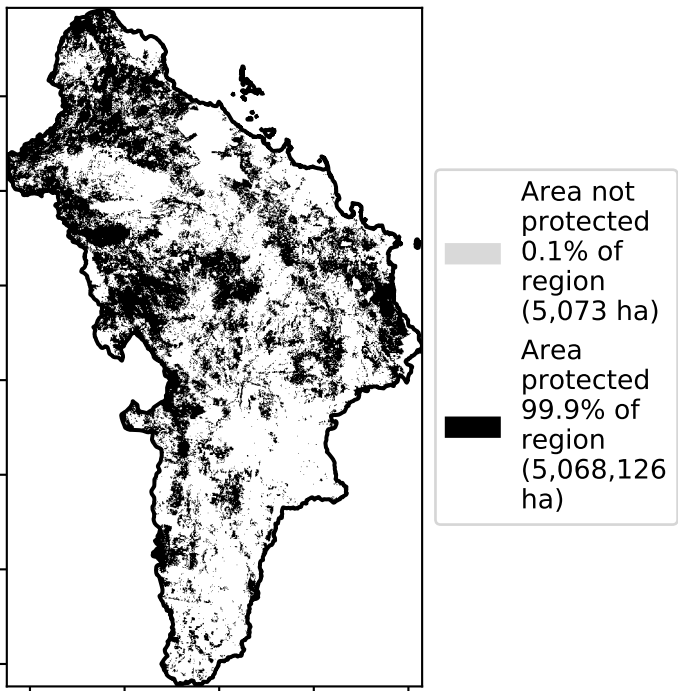 Area not
protected
0.1% of
region
(5,073 ha)
Area
protected
99.9% of
region
(5,068,126
ha)